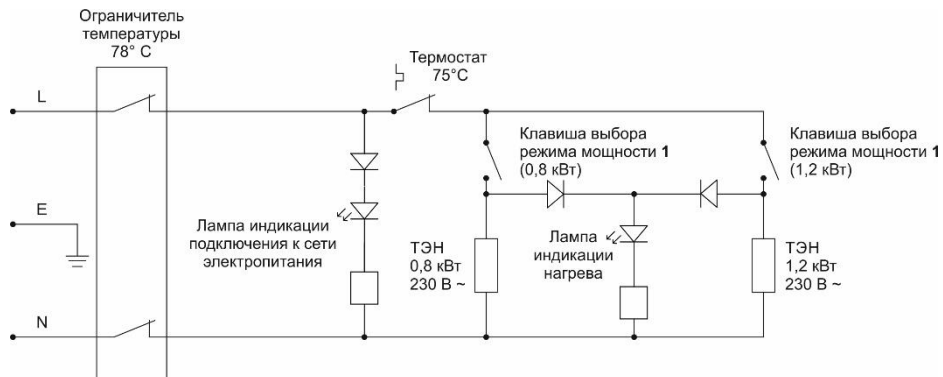 Ограничитель
температуры
78° C
L
Термостат
75°C
Клавиша выбора
режима мощности 1
(0,8 кВт)
Клавиша выбора
режима мощности 1
(1,2 кВт)
E
Лампа индикации
подключения к сети
электропитания
ТЭН
0,8 кВт
230 В ~
Лампа
индикации
нагрева
ТЭН
1,2 кВт
230 В ~
N